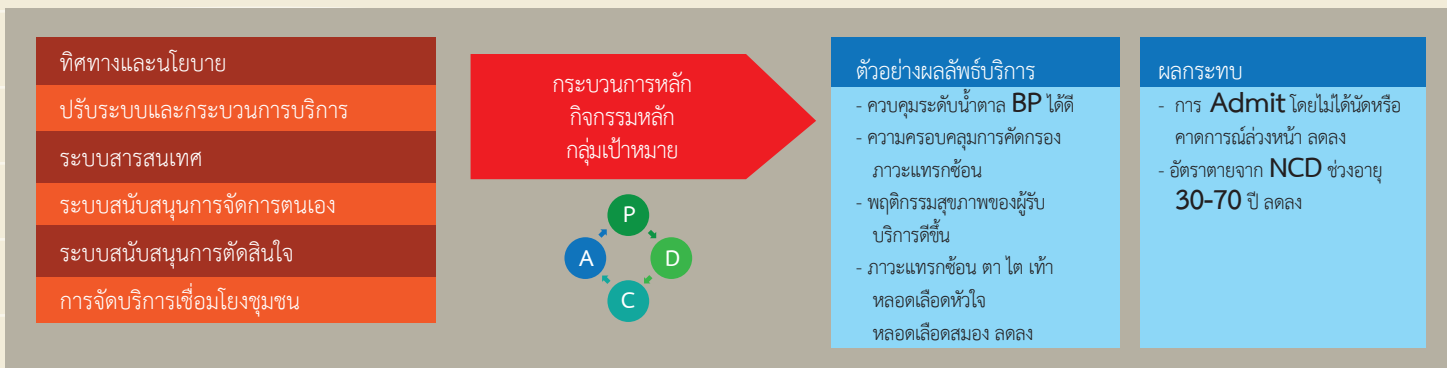 ทิศทางและนโยบาย
ปรับระบบและกระบวนการบริการ
ระบบสารสนเทศ
ระบบสนับสนุนการจัดการตนเอง
ระบบสนับสนุนการตัดสินใจ
การจัดบริการเชื่อมโยงชุมชน
กระบวนการหลัก
กิจกรรมหลัก
กลุ่มเป้าหมาย
P
A
D
C
ตัวอย่างผลลัพธ์บริการ
- ควบคุมระดับน้ำตาล BP ได้ดี
- ความครอบคลุมการคัดกรอง
ภาวะแทรกซ้อน
- พฤติกรรมสุขภาพของผู้รับ
บริการดีขึ้น
- ภาวะแทรกซ้อน ตา ไต เท้า
หลอดเลือดหัวใจ
หลอดเลือดสมอง ลดลง
ผลกระทบ
- การ Admit โดยไม่ได้นัดหรือ
คาดการณ์ล่วงหน้า ลดลง
- อัตราตายจาก NCD ช่วงอายุ
30-70 ปี ลดลง